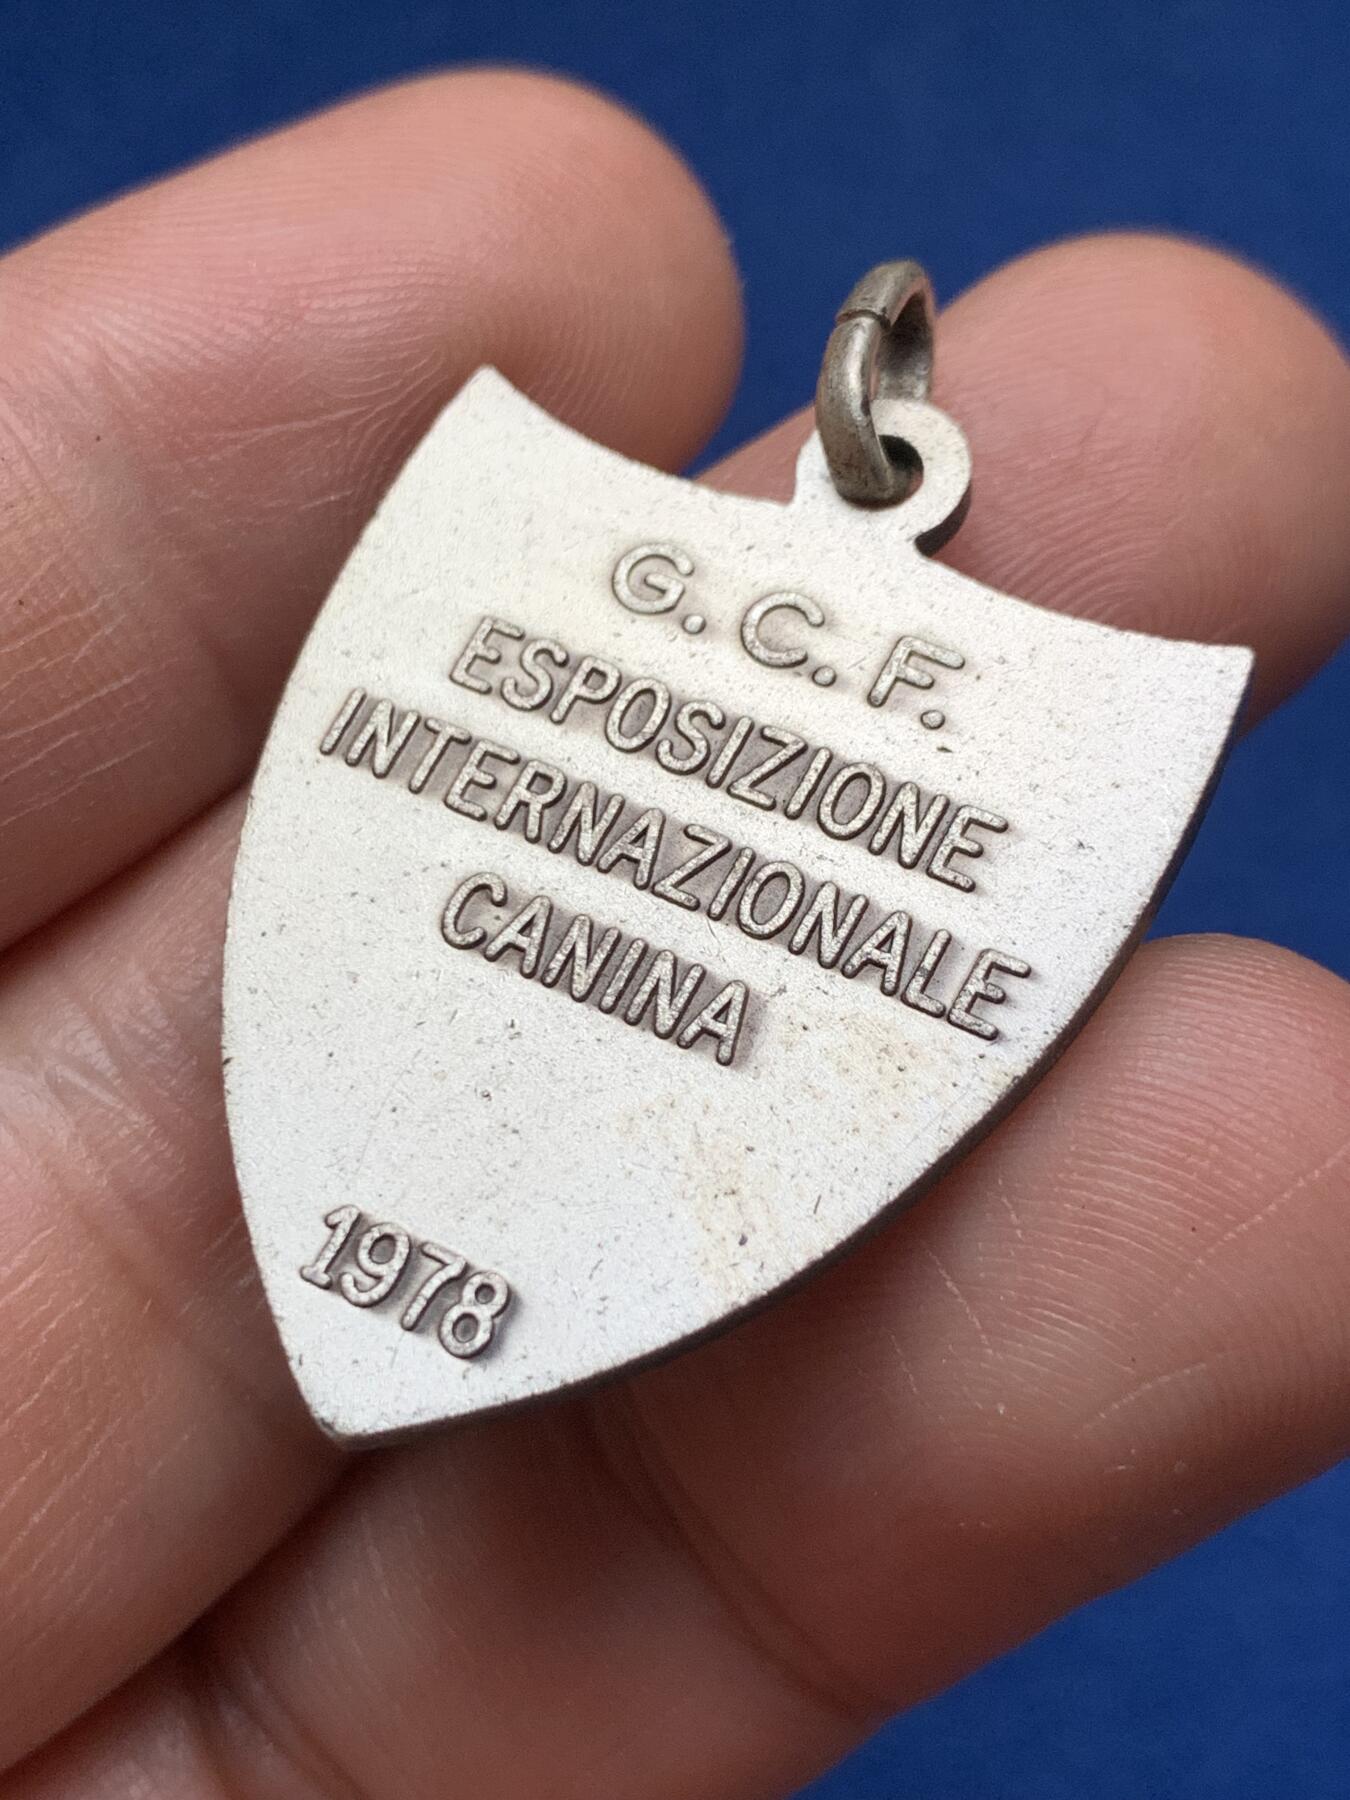 G.C.F.
ESPOSIZIONE
INTERNAZIONALE
CANINA
1978